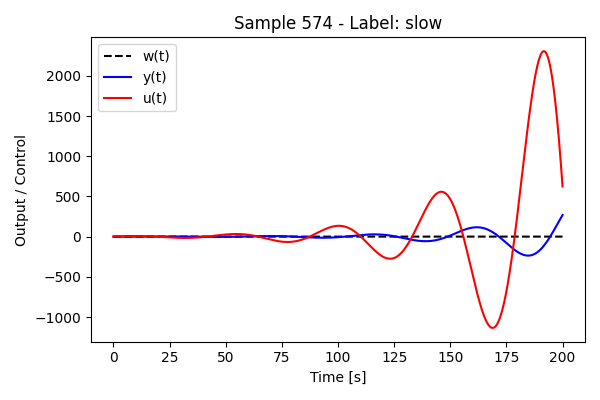 Sample 574 - Label: slow
w(t)
y(t)
u(t)
Output / Control
2000
1500
1000
500
0
−500
−1000
0 25 50 75 100 125 150 175 200
Time [s]